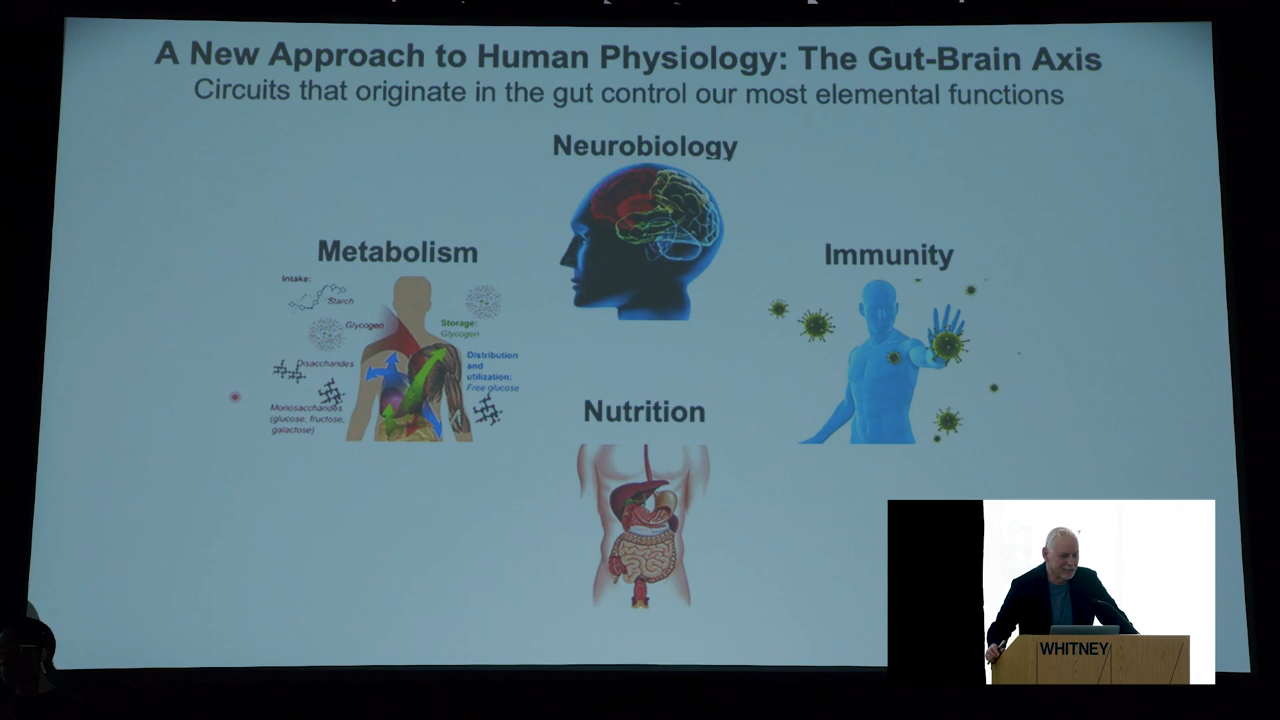 A New Approach to Human Physiology: The Gut-Brain Axis
Circuits that originate in the gut control our most elemental functions
Neurobiology
Metabolism
Immunity
Intake:
Starch
Glycogen
Storage:
Glycogen
Disaccharides
Distribution
and
utilization:
Free glucose
Monosaccharides
(glucose, fructose,
galactose)
Nutrition
WHITNEY